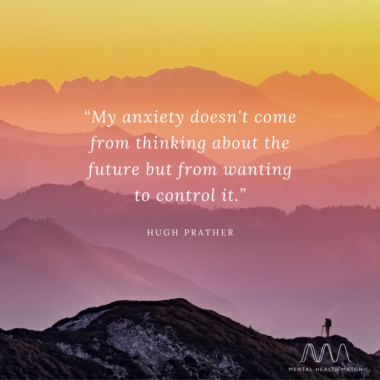 “My anxiety doesn't come
from thinking about the
future but from wanting
to control it.”
HUGH PRATHER
MENTAL HEALTH MATCH